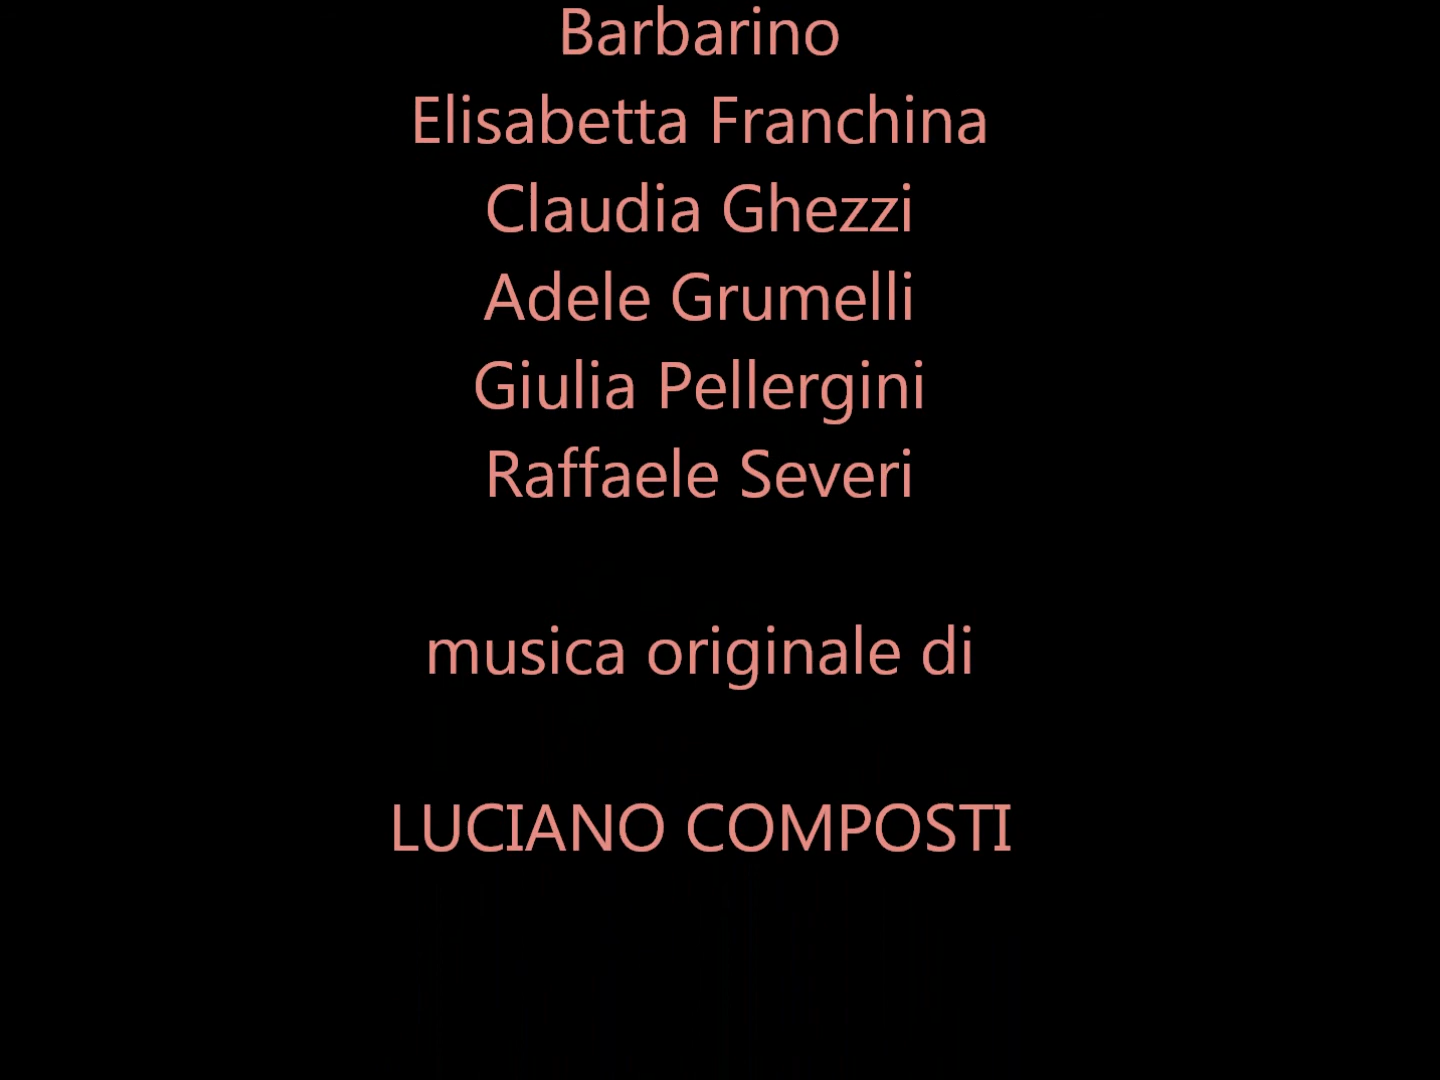 Barbarino
Elisabetta Franchina
Claudia Ghezzi
Adele Grumelli
Giulia Pellergini
Raffaele Severi
musica originale di
LUCIANO COMPOSTI